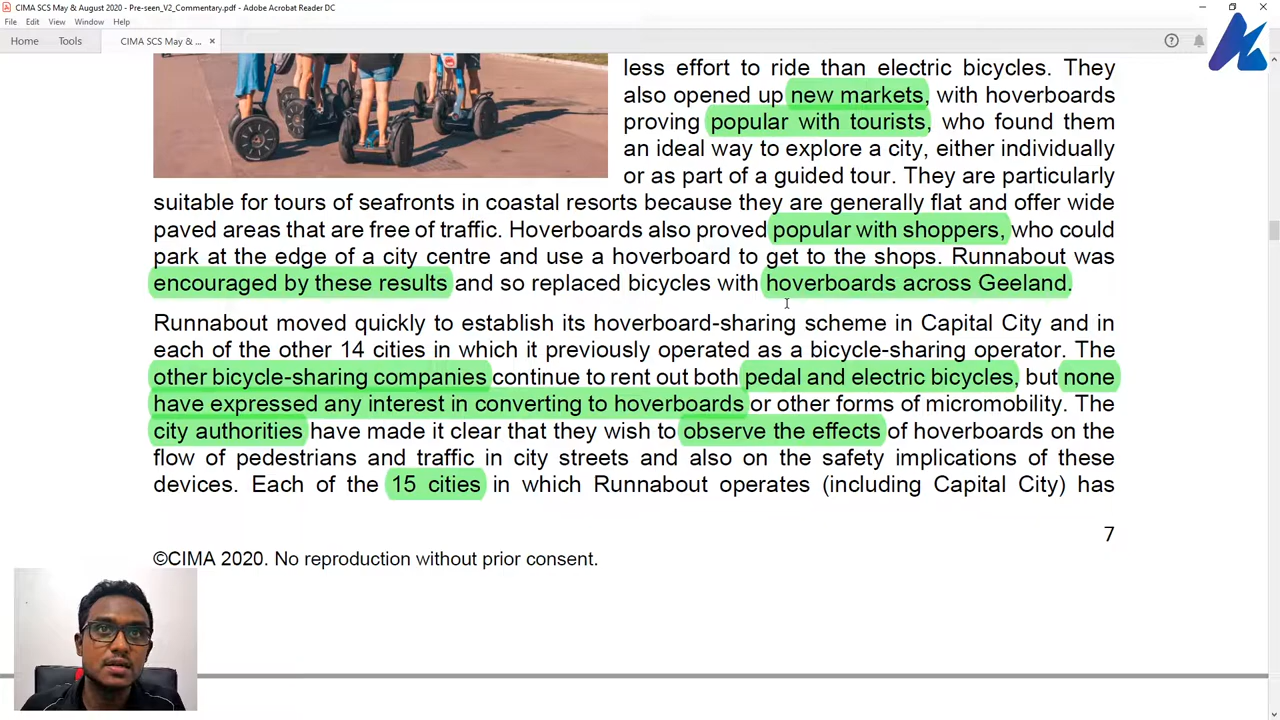 CIMA SCS May & August 2020 - Pre-seen_V2_Commentary.pdf - Adobe Acrobat Reader DC
File Edit View Window Help
Home Tools CIMA SCS May & ... ×
less effort to ride than electric bicycles. They
also opened up new markets, with hoverboards
proving popular with tourists, who found them
an ideal way to explore a city, either individually
or as part of a guided tour. They are particularly
suitable for tours of seafronts in coastal resorts because they are generally flat and offer wide
paved areas that are free of traffic. Hoverboards also proved popular with shoppers, who could
park at the edge of a city centre and use a hoverboard to get to the shops. Runnabout was
encouraged by these results and so replaced bicycles with hoverboards across Geeland.
Runnabout moved quickly to establish its hoverboard-sharing scheme in Capital City and in
each of the other 14 cities in which it previously operated as a bicycle-sharing operator. The
other bicycle-sharing companies continue to rent out both pedal and electric bicycles, but none
have expressed any interest in converting to hoverboards or other forms of micromobility. The
city authorities have made it clear that they wish to observe the effects of hoverboards on the
flow of pedestrians and traffic in city streets and also on the safety implications of these
devices. Each of the 15 cities in which Runnabout operates (including Capital City) has
7
©CIMA 2020. No reproduction without prior consent.